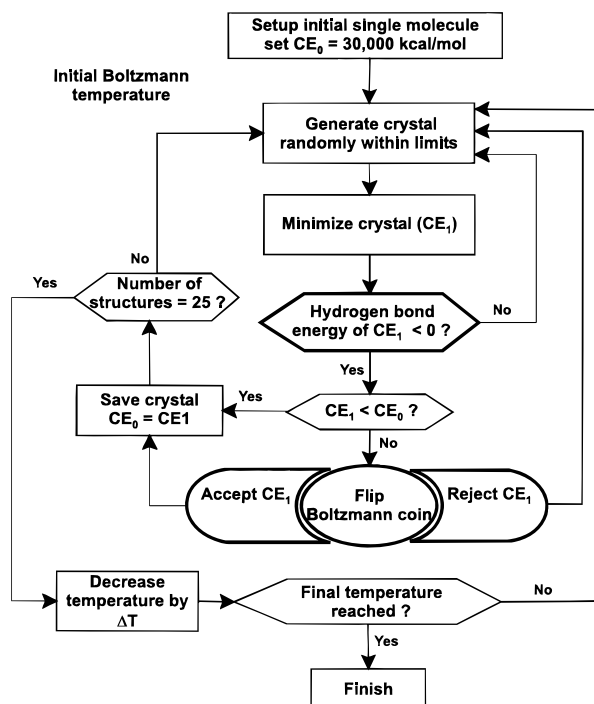 Setup initial single molecule
set CE₀ = 30,000 kcal/mol
Initial Boltzmann
temperature
Generate crystal
randomly within limits
Minimize crystal (CE₁)
No
Yes
Number of
structures = 25 ?
Hydrogen bond
energy of CE₁ < 0 ?
No
Yes
Save crystal
CE₀ = CE1
Yes
CE₁ < CE₀ ?
No
Accept CE₁
Flip
Boltzmann coin
Reject CE₁
Decrease
temperature by
ΔT
Final temperature
reached ?
No
Yes
Finish